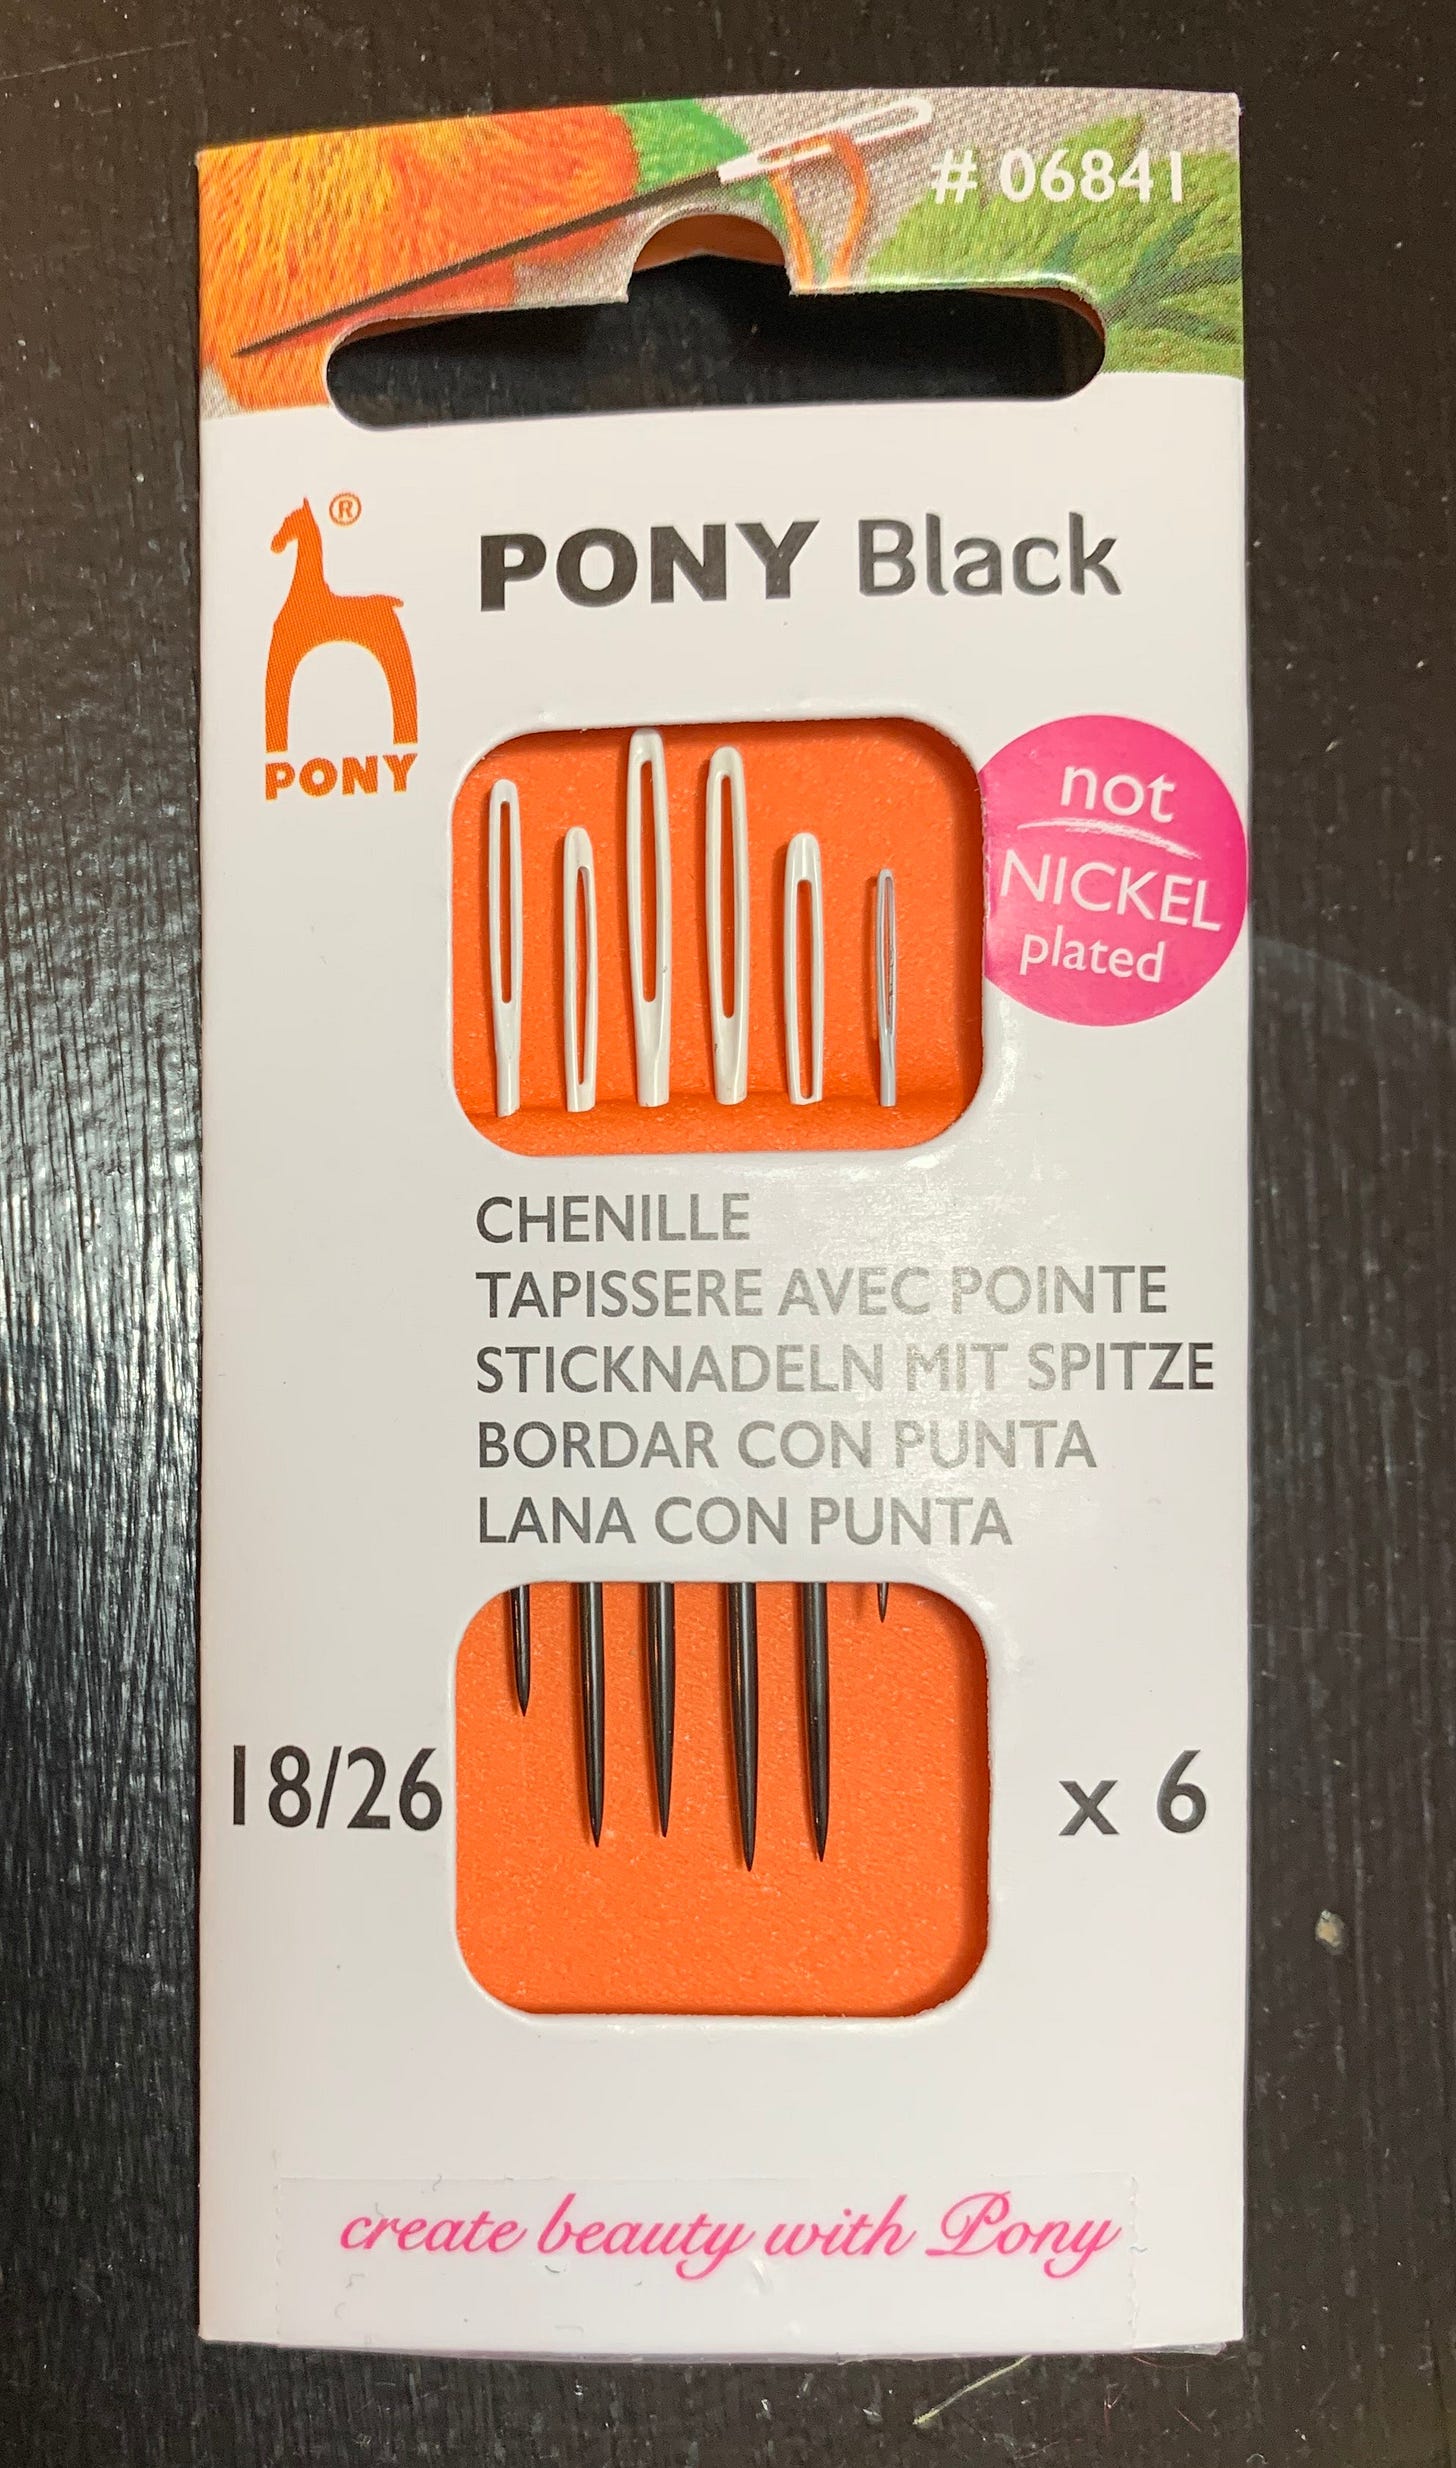 # 06841
®
PONY
PONY Black
not
NICKEL
plated
CHENILLE
TAPISSERE AVEC POINTE
STICKNADELN MIT SPITZE
BORDAR CON PUNTA
LANA CON PUNTA
18/26
x 6
create beauty with Pony